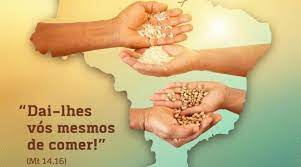 “Dai-lhes
vós mesmos
de comer!”
(Mt 14,16)